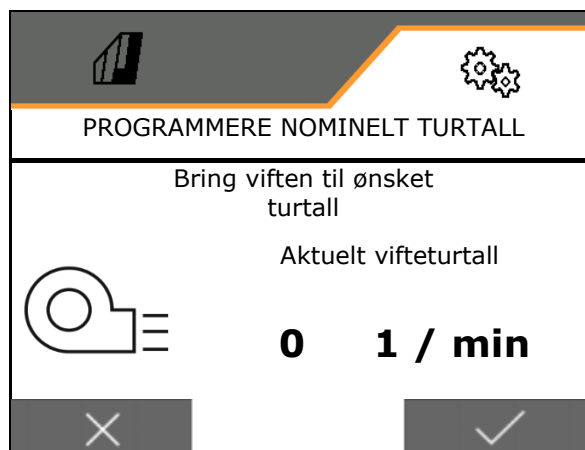 PROGRAMMERE NOMINELT TURTALL
Bring viften til ønsket
turtall
Aktuelt vifteturtall
0 1 / min